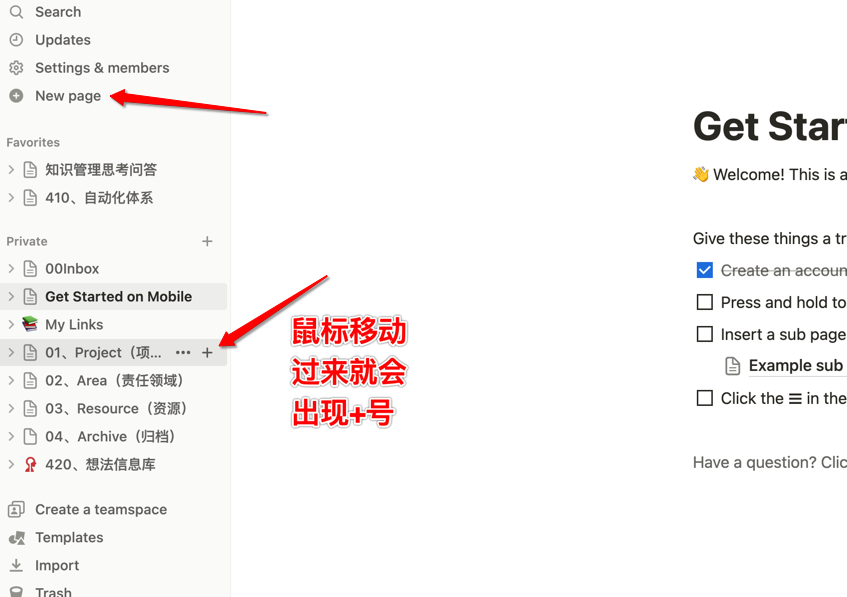 Search
Updates
Settings & members
New page
Favorites
知识管理思考问答
410、自动化体系
Private
00Inbox
Get Started on Mobile
My Links
01、Project（项...
02、Area（责任领域）
03、Resource（资源）
04、Archive（归档）
420、想法信息库
Create a teamspace
Templates
Import
Trash
鼠标移动
过来就会
出现+号
Get Star
👋 Welcome! This is a
Give these things a tr
Create an accoun
Press and hold to
Insert a sub page
Example sub
Click the ☰ in the
Have a question? Clic